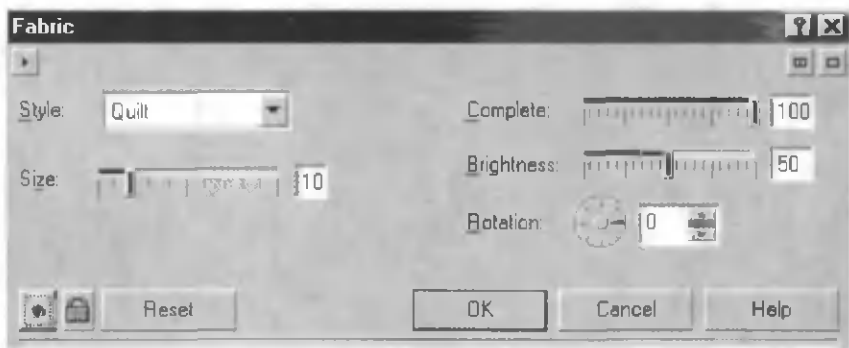 Fabric
Style: Quilt
Complete: 100
Size: 10
Brightness: 50
Rotation: 0
Reset OK Cancel Help